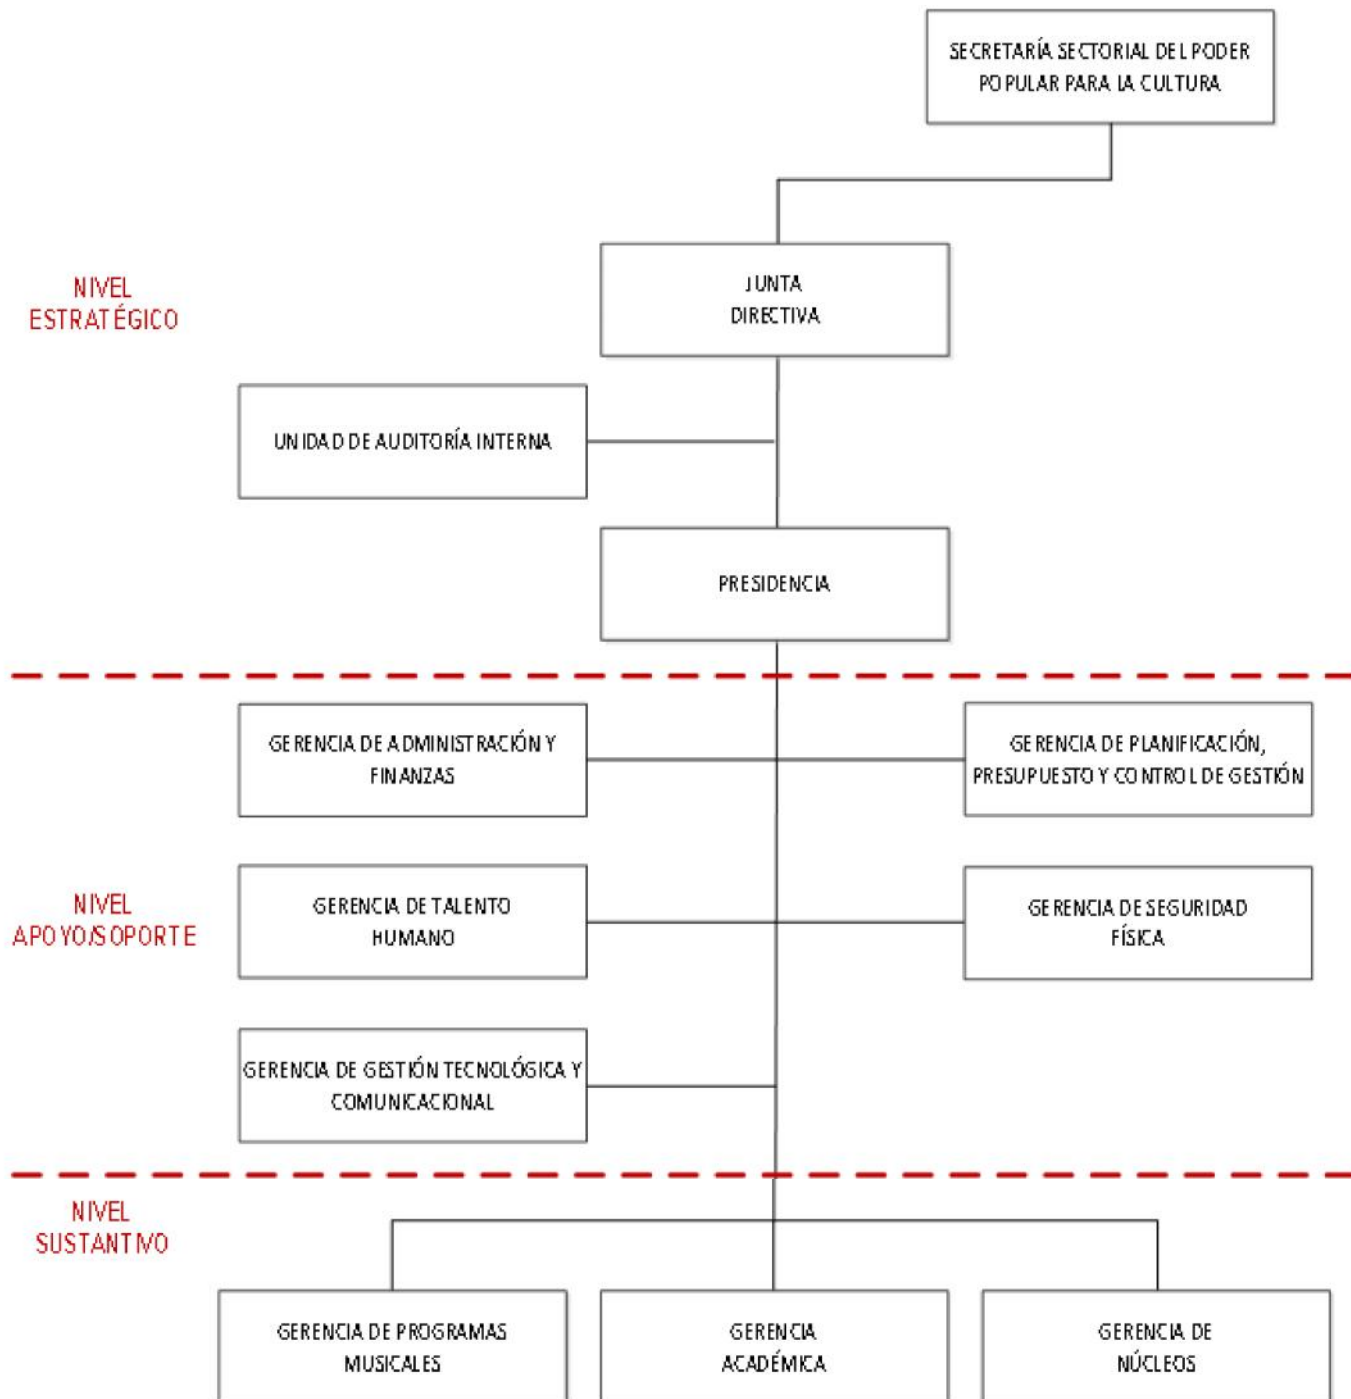 SECRETARÍA SECTORIAL DEL PODER
POPULAR PARA LA CULTURA
NIVEL
ESTRATÉGICO
JUNTA
DIRECTIVA
UNIDAD DE AUDITORÍA INTERNA
PRESIDENCIA
GERENCIA DE ADMINISTRACIÓN Y
FINANZAS
GERENCIA DE PLANIFICACIÓN,
PRESUPUESTO Y CONTROL DE GESTIÓN
NIVEL
APOYO/SOPORTE
GERENCIA DE TALENTO
HUMANO
GERENCIA DE SEGURIDAD
FÍSICA
GERENCIA DE GESTIÓN TECNOLÓGICA Y
COMUNICACIONAL
NIVEL
SUSTANTIVO
GERENCIA DE PROGRAMAS
MUSICALES
GERENCIA
ACADÉMICA
GERENCIA DE
NÚCLEOS